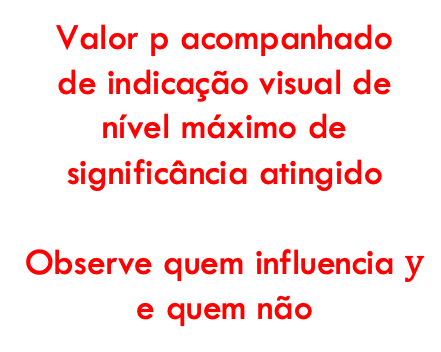 Valor p acompanhado
de indicação visual de
nível máximo de
significância atingido
Observe quem influencia y
e quem não